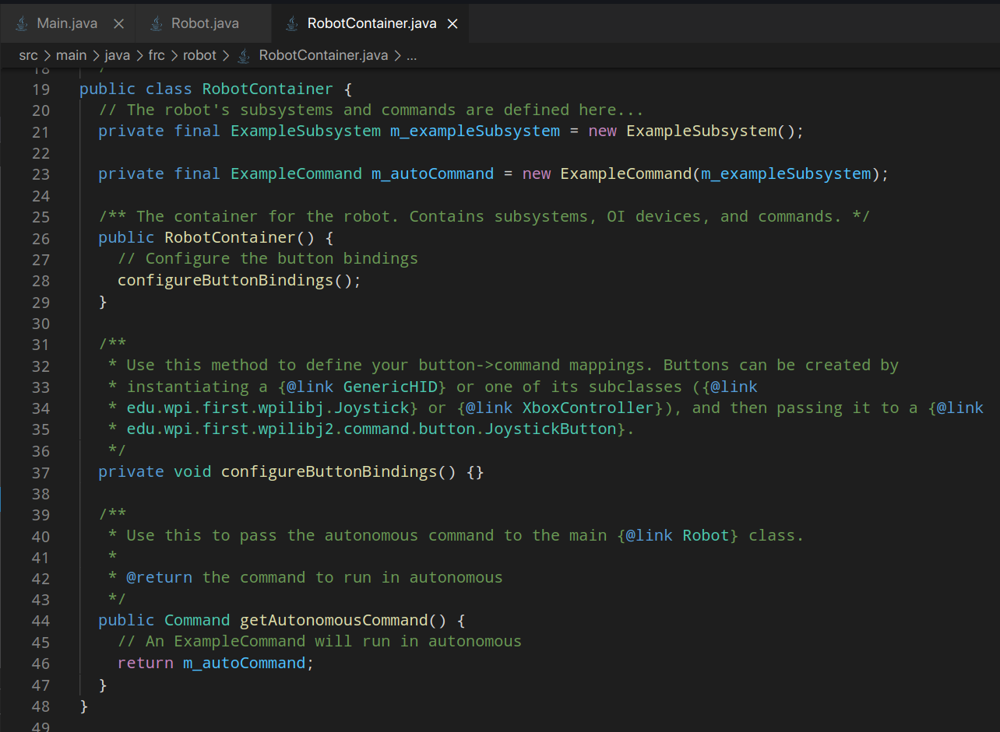 Main.java
Robot.java
RobotContainer.java
src > main > java > frc > robot > RobotContainer.java > ...
18 */
19 public class RobotContainer {
20 // The robot's subsystems and commands are defined here...
21 private final ExampleSubsystem m_exampleSubsystem = new ExampleSubsystem();
22
23 private final ExampleCommand m_autoCommand = new ExampleCommand(m_exampleSubsystem);
24
25 /** The container for the robot. Contains subsystems, OI devices, and commands. */
26 public RobotContainer() {
27 // Configure the button bindings
28 configureButtonBindings();
29 }
30
31 /**
32 * Use this method to define your button->command mappings. Buttons can be created by
33 * instantiating a {@link GenericHID} or one of its subclasses ({@link
34 * edu.wpi.first.wpilibj.Joystick} or {@link XboxController}), and then passing it to a {@link
35 * edu.wpi.first.wpilibj2.command.button.JoystickButton}.
36 */
37 private void configureButtonBindings() {}
38
39 /**
40 * Use this to pass the autonomous command to the main {@link Robot} class.
41 *
42 * @return the command to run in autonomous
43 */
44 public Command getAutonomousCommand() {
45 // An ExampleCommand will run in autonomous
46 return m_autoCommand;
47 }
48 }
49